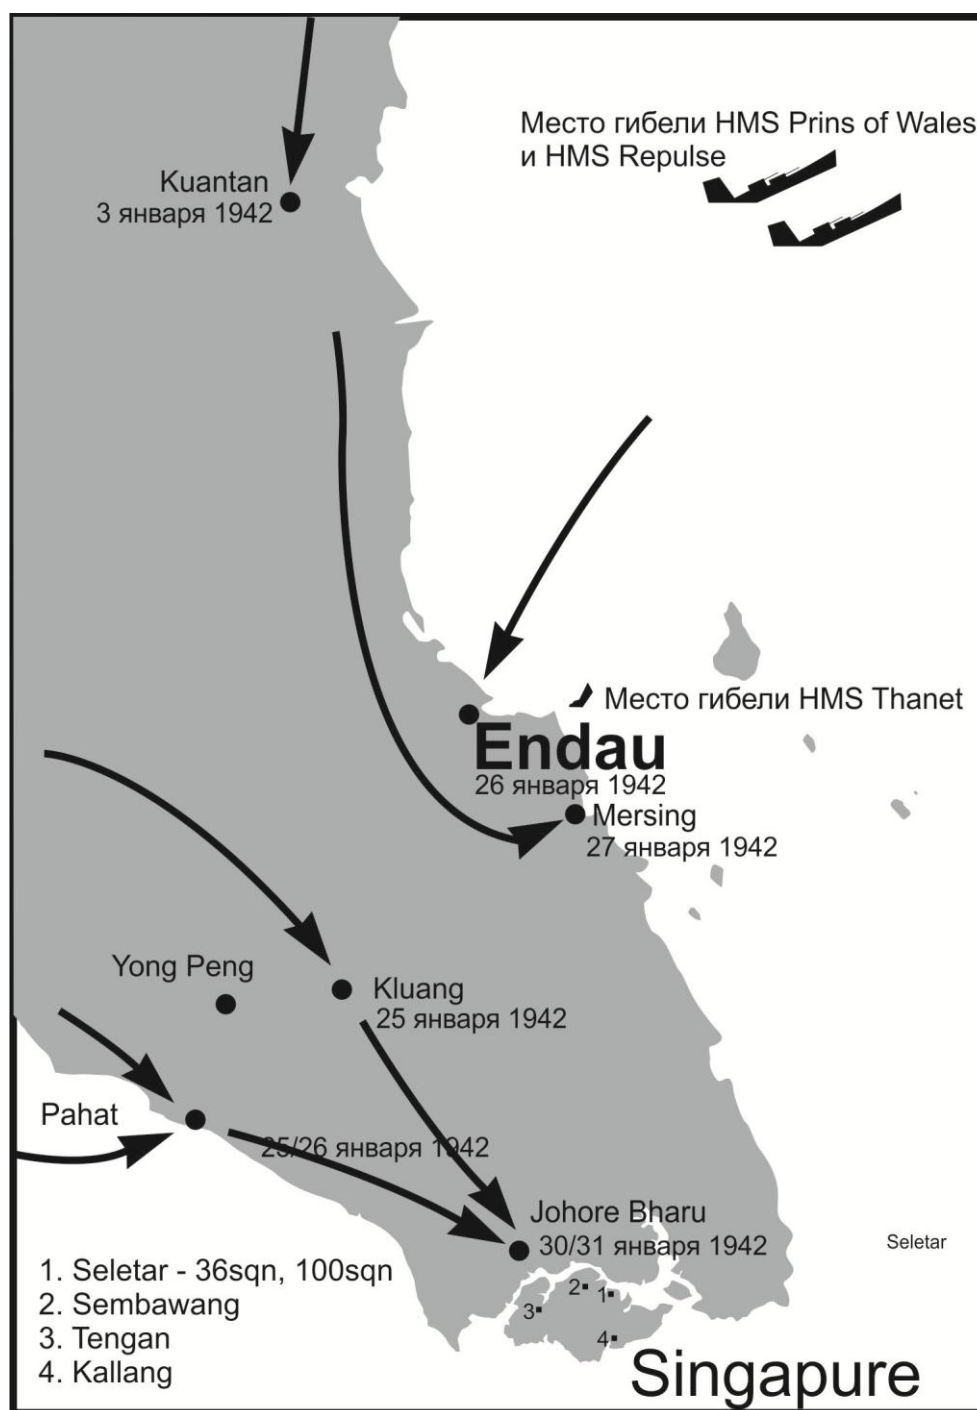 Место гибели HMS Prins of Wales
и HMS Repulse
Kuantan
3 января 1942
Место гибели HMS Thanet
Endau
26 января 1942
Mersing
27 января 1942
Yong Peng
Kluang
25 января 1942
Pahat
25/26 января 1942
Johore Bharu
30/31 января 1942
Seletar
1. Seletar - 36sqn, 100sqn
2. Sembawang
3. Tengan
4. Kallang
2
1
3
4
Singapure